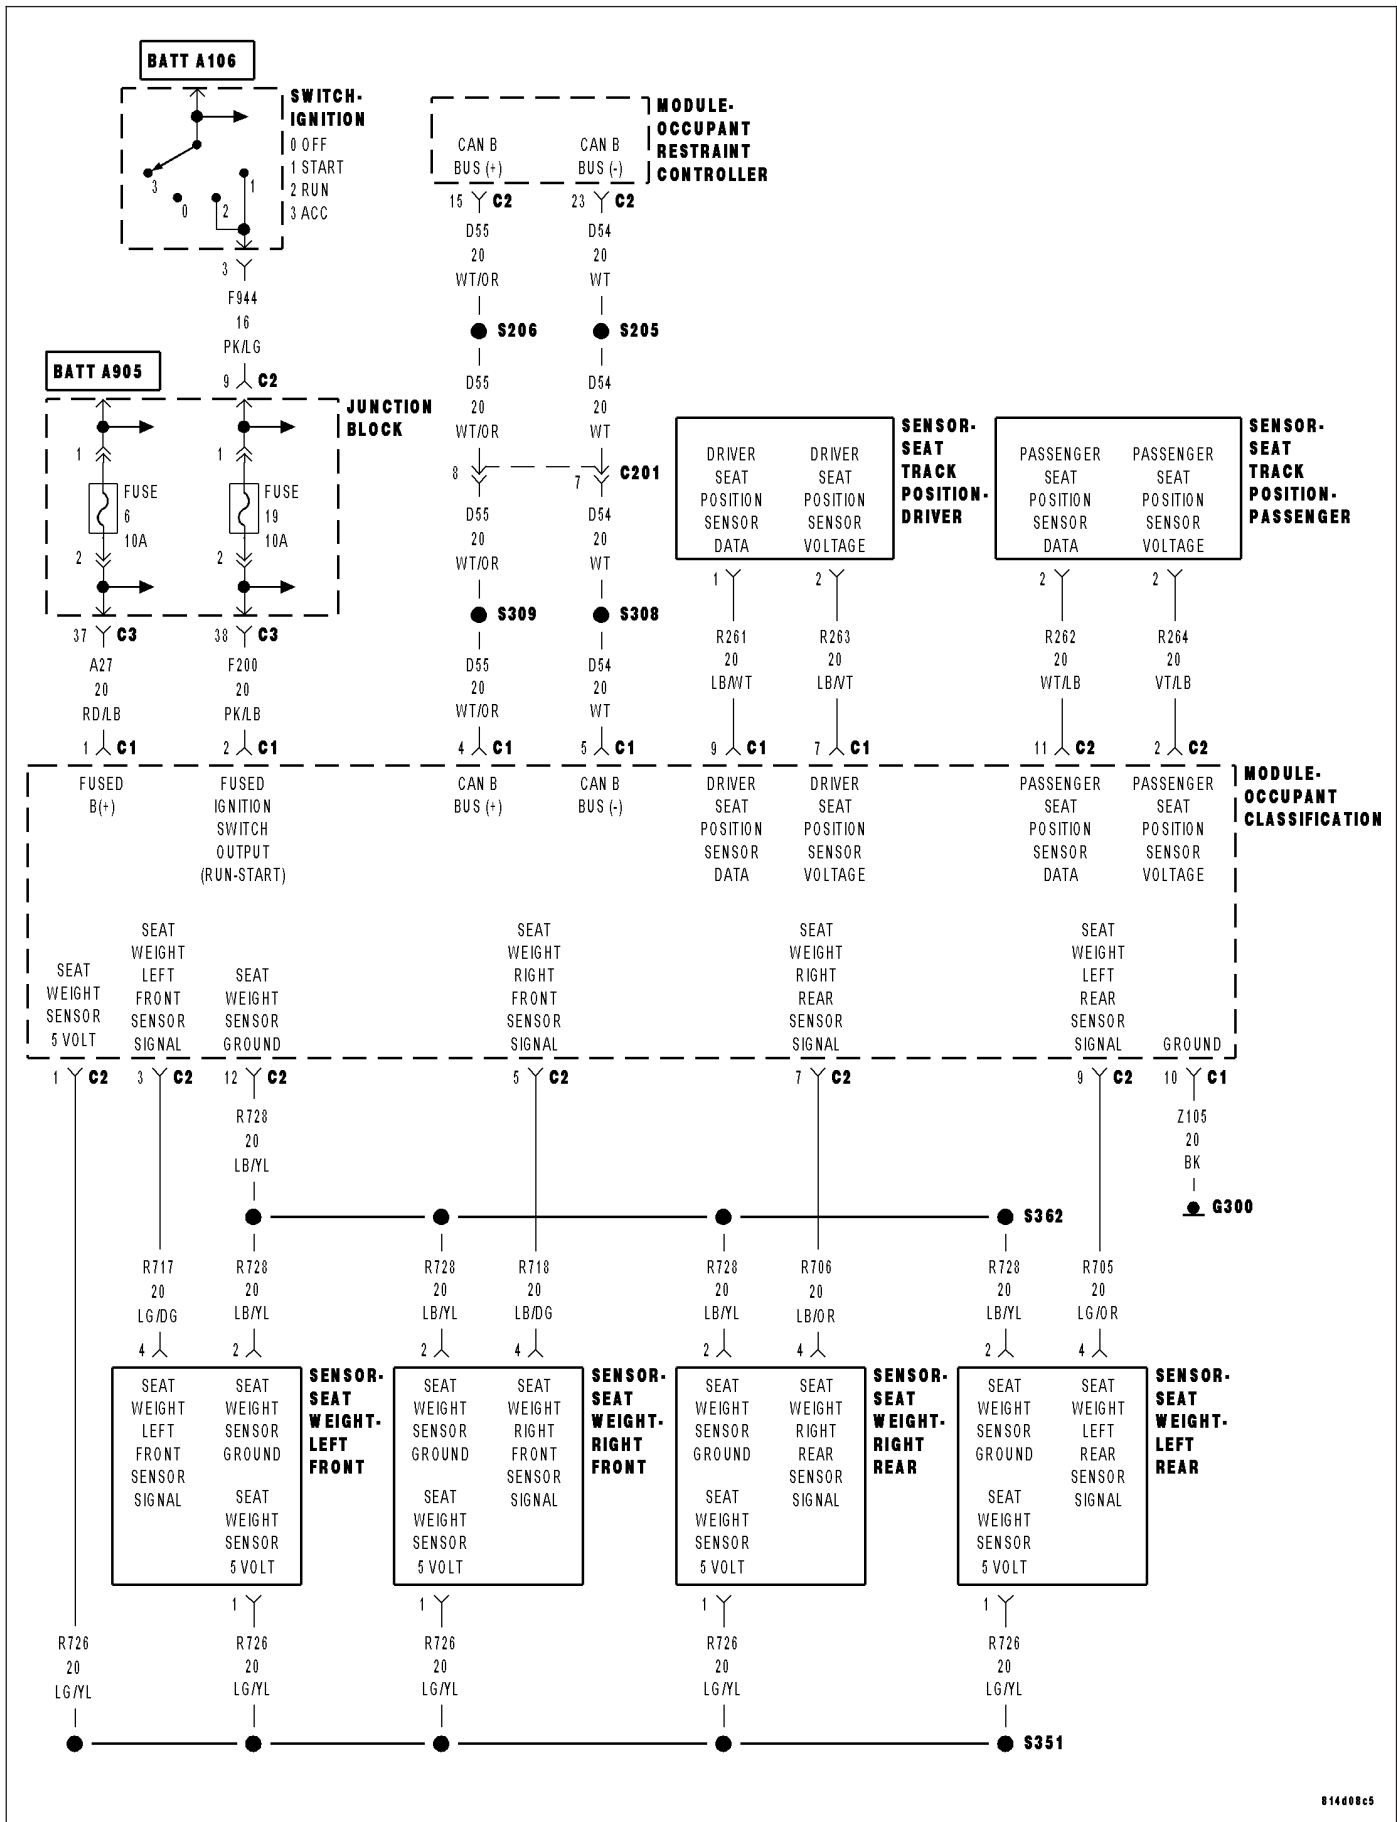 BATT A106
SWITCH-
IGNITION
0 OFF
1 START
2 RUN
3 ACC
3
0
2
1
3
F944
16
PK/LG
9 C2
MODULE-
OCCUPANT
RESTRAINT
CONTROLLER
CAN B
BUS (+)
CAN B
BUS (-)
15 C2
23 C2
D55
20
WT/OR
D54
20
WT
S206
S205
D55
20
WT/OR
D54
20
WT
8
7
C201
D55
20
WT/OR
D54
20
WT
S309
S308
D55
20
WT/OR
D54
20
WT
4 C1
5 C1
BATT A905
JUNCTION
BLOCK
1
FUSE
6
10A
2
1
FUSE
19
10A
2
37 C3
38 C3
A27
20
RD/LB
F200
20
PK/LB
1 C1
2 C1
SENSOR-
SEAT
TRACK
POSITION-
DRIVER
DRIVER
SEAT
POSITION
SENSOR
DATA
DRIVER
SEAT
POSITION
SENSOR
VOLTAGE
1
2
R261
20
LB/WT
R263
20
LB/VT
9 C1
7 C1
SENSOR-
SEAT
TRACK
POSITION-
PASSENGER
PASSENGER
SEAT
POSITION
SENSOR
DATA
PASSENGER
SEAT
POSITION
SENSOR
VOLTAGE
2
2
R262
20
WT/LB
R264
20
VT/LB
11 C2
2 C2
MODULE-
OCCUPANT
CLASSIFICATION
FUSED
B(+)
FUSED
IGNITION
SWITCH
OUTPUT
(RUN-START)
CAN B
BUS (+)
CAN B
BUS (-)
DRIVER
SEAT
POSITION
SENSOR
DATA
DRIVER
SEAT
POSITION
SENSOR
VOLTAGE
PASSENGER
SEAT
POSITION
SENSOR
DATA
PASSENGER
SEAT
POSITION
SENSOR
VOLTAGE
SEAT
WEIGHT
SENSOR
5 VOLT
SEAT
WEIGHT
LEFT
FRONT
SENSOR
SIGNAL
SEAT
WEIGHT
SENSOR
GROUND
SEAT
WEIGHT
RIGHT
FRONT
SENSOR
SIGNAL
SEAT
WEIGHT
RIGHT
REAR
SENSOR
SIGNAL
SEAT
WEIGHT
LEFT
REAR
SENSOR
SIGNAL
GROUND
1 C2
3 C2
12 C2
5 C2
7 C2
9 C2
10 C1
R728
20
LB/YL
Z105
20
BK
G300
S362
R717
20
LG/DG
R728
20
LB/YL
R728
20
LB/YL
R718
20
LB/DG
R728
20
LB/YL
R706
20
LB/OR
R728
20
LB/YL
R705
20
LG/OR
4
2
2
4
2
4
2
4
SEAT
WEIGHT
LEFT
FRONT
SENSOR
SIGNAL
SEAT
WEIGHT
SENSOR
GROUND
SEAT
WEIGHT
SENSOR
5 VOLT
SENSOR-
SEAT
WEIGHT-
LEFT
FRONT
SEAT
WEIGHT
SENSOR
GROUND
SEAT
WEIGHT
SENSOR
5 VOLT
SEAT
WEIGHT
RIGHT
FRONT
SENSOR
SIGNAL
SENSOR-
SEAT
WEIGHT-
RIGHT
FRONT
SEAT
WEIGHT
SENSOR
GROUND
SEAT
WEIGHT
SENSOR
5 VOLT
SEAT
WEIGHT
RIGHT
REAR
SENSOR
SIGNAL
SENSOR-
SEAT
WEIGHT-
RIGHT
REAR
SEAT
WEIGHT
SENSOR
GROUND
SEAT
WEIGHT
SENSOR
5 VOLT
SEAT
WEIGHT
LEFT
REAR
SENSOR
SIGNAL
SENSOR-
SEAT
WEIGHT-
LEFT
REAR
1
1
1
1
R726
20
LG/YL
R726
20
LG/YL
R726
20
LG/YL
R726
20
LG/YL
R726
20
LG/YL
S351
814d08c5